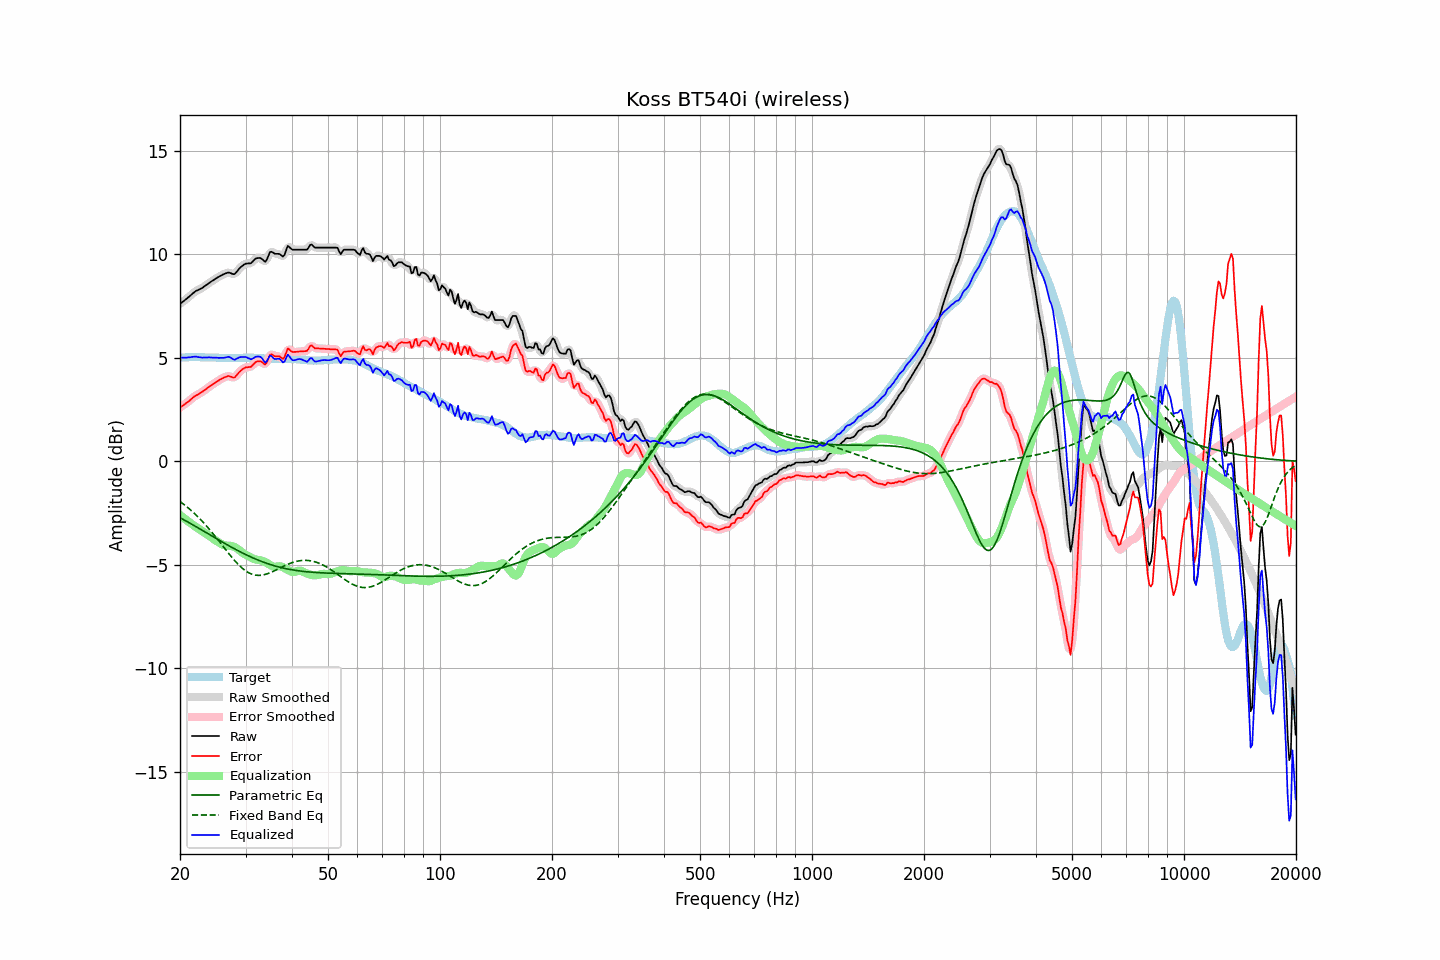 Koss BT540i (wireless)
Amplitude (dBr)
15
10
5
0
−5
−10
−15
Target
Raw Smoothed
Error Smoothed
Raw
Error
Equalization
Parametric Eq
Fixed Band Eq
Equalized
20 50 100 200 500 1000 2000 5000 10000 20000
Frequency (Hz)